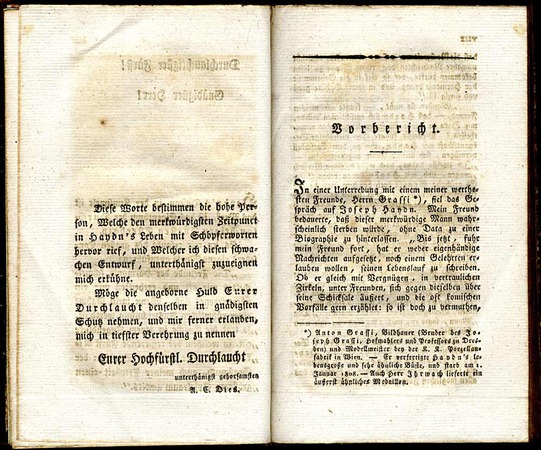 Diese Worte bestimmen die hohe Per-
son, Welche den merkwürdigsten Zeitpunct
in Haydn's Leben mit Schöpferworten
hervor rief, und Welcher ich diesen schwa-
chen Entwurf, unterthänigst zuzueignen
mich erkühne.
Möge die angeborne Huld Eurer
Durchlaucht denselben in gnädigsten
Schutz nehmen, und mir ferner erlauben,
mich in tiefster Verehrung zu nennen
Eurer Hochfürstl. Durchlaucht
unterthänigst gehorsamsten
A. C. Dies.
Vorbericht.
In einer Unterredung mit einem meiner werthe-
sten Freunde, Herrn Grassi *), fiel das Ge-
spräch auf Joseph Haydn. Mein Freund
bedauerte, daß dieser merkwürdige Mann wahr-
scheinlich sterben würde, ohne Data zu einer
Biographie zu hinterlassen. „Bis jetzt, fuhr
mein Freund fort, hat er weder eigenhändige
Nachrichten aufgesetzt, noch einem Gelehrten er-
lauben wollen, seinen Lebenslauf zu schreiben.
Ob er gleich mit Vergnügen, in vertraulichen
Zirkeln, unter Freunden, sich gegen dieselben über
seine Schicksale äußert, und die oft komischen
Vorfälle gern erzählet: so ist doch zu vermuthen,
*) Anton Grassi, Bildhauer (Bruder des Jo-
seph Grassi, Hofmahlers und Professors zu Dres-
den) und Modellmeister bey der K. K. Porzellan-
fabrik in Wien. — Er verfertigte Haydn's le-
bensgroße und sehr ähnliche Büste, und starb am 1.
Januar 1808. — Auch Herr Ihrwach lieferte ein
äußerst ähnliches Medaillon.